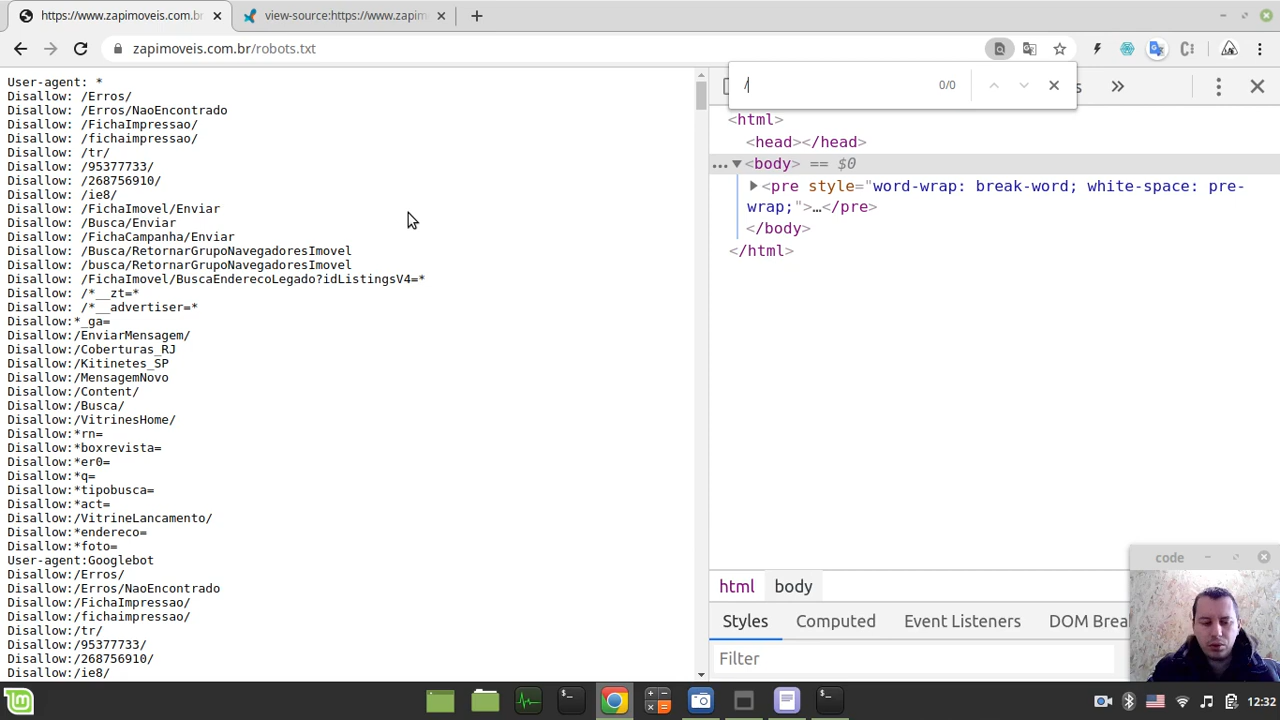 https://www.zapimoveis.com.br
view-source:https://www.zapim
zapimoveis.com.br/robots.txt
/
0/0
User-agent: *
Disallow: /Erros/
Disallow: /Erros/NaoEncontrado
Disallow: /FichaImpressao/
Disallow: /fichaimpressao/
Disallow: /tr/
Disallow: /95377733/
Disallow: /268756910/
Disallow: /ie8/
Disallow: /FichaImovel/Enviar
Disallow: /Busca/Enviar
Disallow: /FichaCampanha/Enviar
Disallow: /Busca/RetornarGrupoNavegadoresImovel
Disallow: /busca/RetornarGrupoNavegadoresImovel
Disallow: /FichaImovel/BuscaEnderecoLegado?idListingsV4=*
Disallow: /*__zt=*
Disallow: /*__advertiser=*
Disallow:*_ga=
Disallow:/EnviarMensagem/
Disallow:/Coberturas_RJ
Disallow:/Kitinetes_SP
Disallow:/MensagemNovo
Disallow:/Content/
Disallow:/Busca/
Disallow:/VitrinesHome/
Disallow:*rn=
Disallow:*boxrevista=
Disallow:*er0=
Disallow:*q=
Disallow:*tipobusca=
Disallow:*act=
Disallow:/VitrineLancamento/
Disallow:*endereco=
Disallow:*foto=
User-agent:Googlebot
Disallow:/Erros/
Disallow:/Erros/NaoEncontrado
Disallow:/FichaImpressao/
Disallow:/fichaimpressao/
Disallow:/tr/
Disallow:/95377733/
Disallow:/268756910/
Disallow:/ie8/
s »
<html>
<head></head>
... ▼<body> == $0
▶<pre style="word-wrap: break-word; white-space: pre-
wrap;">…</pre>
</body>
</html>
html body
Styles Computed Event Listeners DOM Brea
Filter
code
12:32